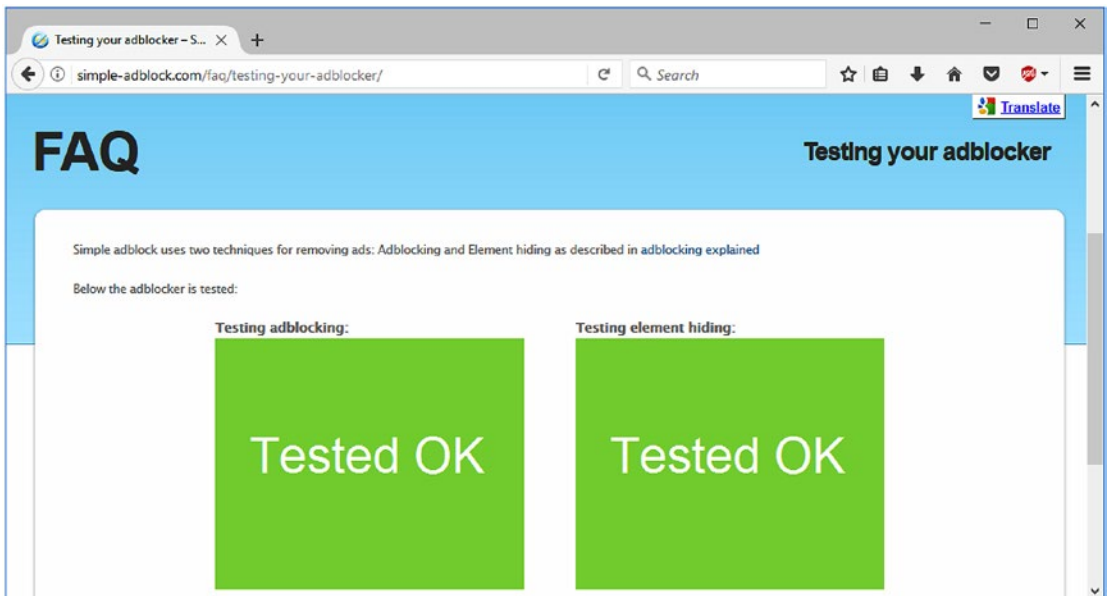 Testing your adblocker – S...
simple-adblock.com/faq/testing-your-adblocker/
Search
ABP
Translate
FAQ
Testing your adblocker
Simple adblock uses two techniques for removing ads: Adblocking and Element hiding as described in adblocking explained
Below the adblocker is tested:
Testing adblocking:
Testing element hiding:
Tested OK
Tested OK